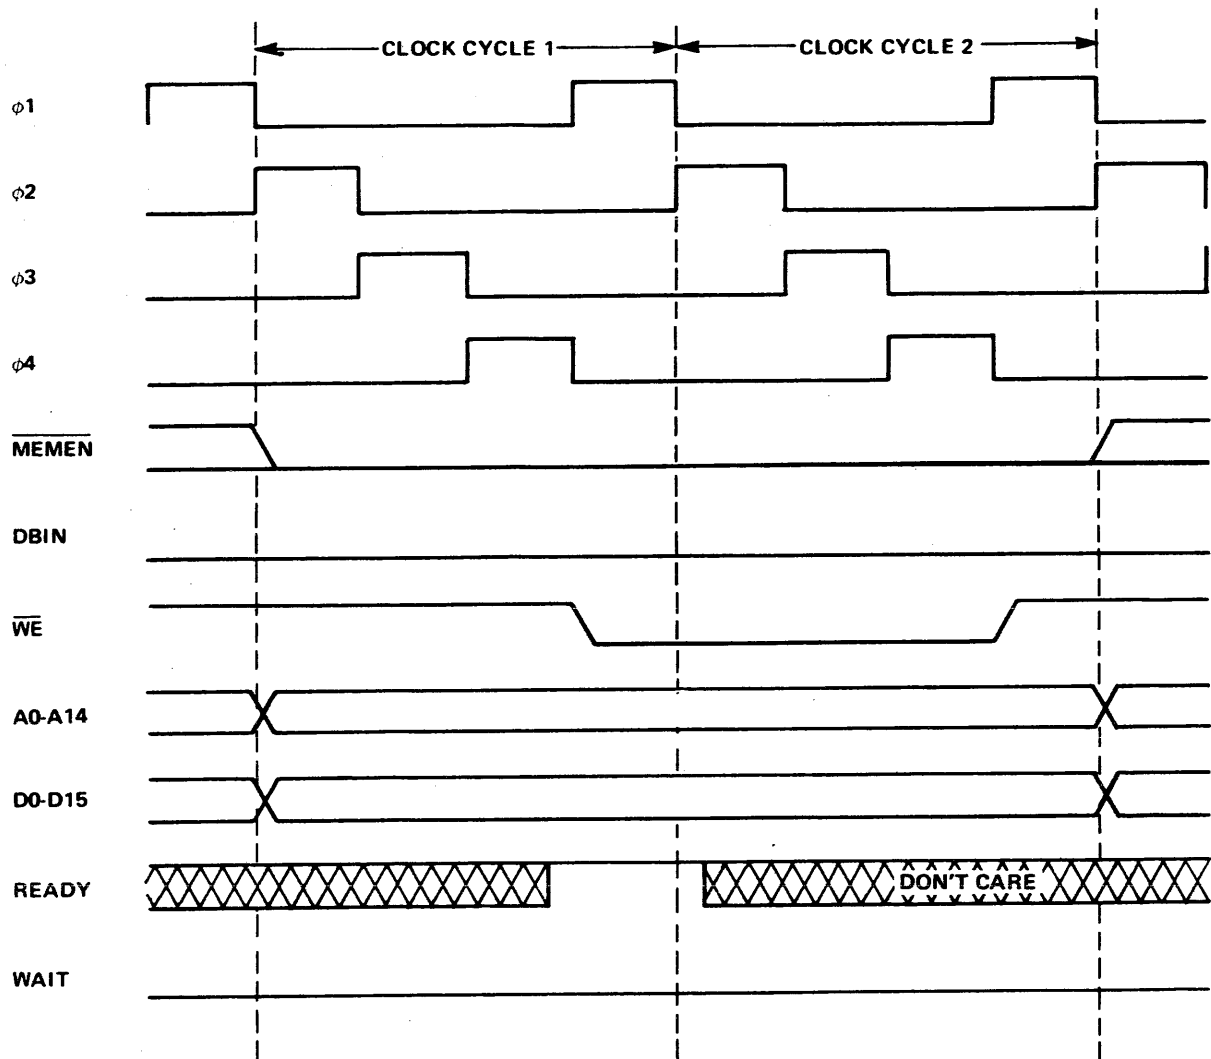 CLOCK CYCLE 1
CLOCK CYCLE 2
φ1
φ2
φ3
φ4
MEMEN
DBIN
WE
A0-A14
D0-D15
READY
DON'T CARE
WAIT